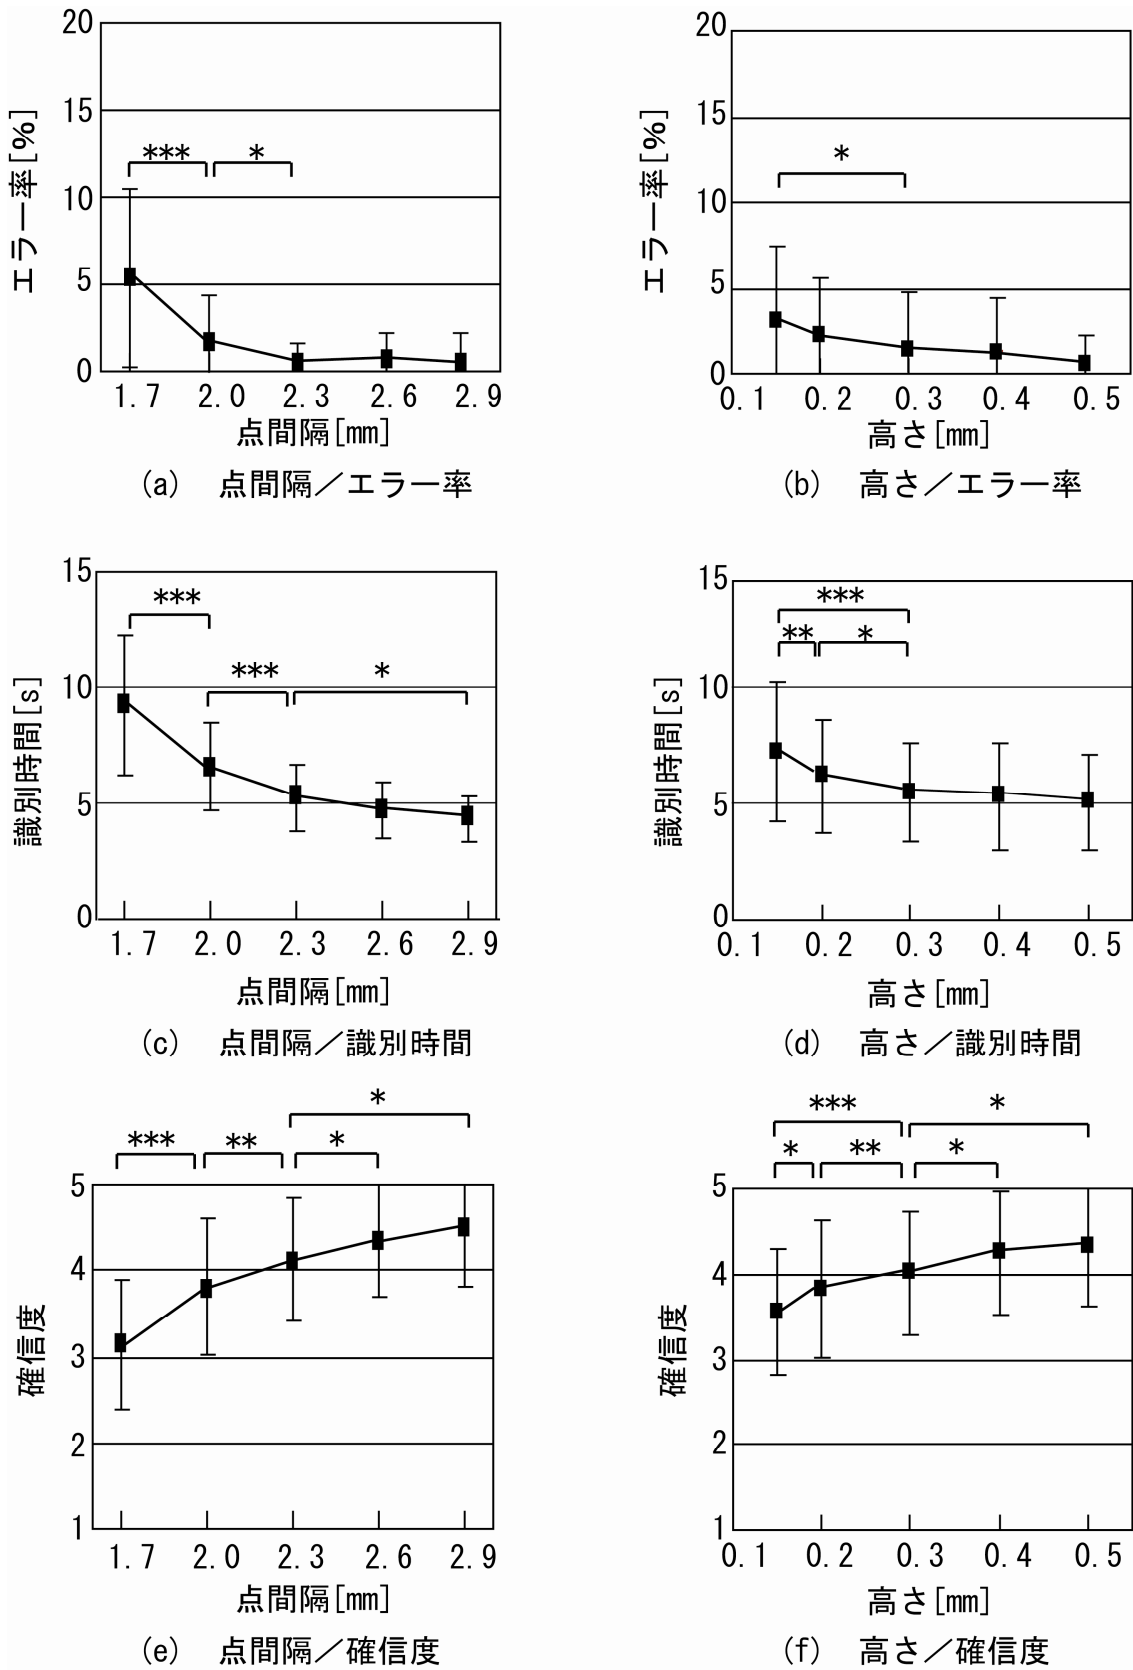 20
15
10
5
0
エラー率[%]
*** *
1.7 2.0 2.3 2.6 2.9
点間隔[mm]
(a) 点間隔／エラー率
20
15
10
5
0
エラー率[%]
*
0.1 0.2 0.3 0.4 0.5
高さ[mm]
(b) 高さ／エラー率
15
10
5
0
識別時間[s]
***
*** *
1.7 2.0 2.3 2.6 2.9
点間隔[mm]
(c) 点間隔／識別時間
15
10
5
0
識別時間[s]
***
** *
0.1 0.2 0.3 0.4 0.5
高さ[mm]
(d) 高さ／識別時間
*
*** ** *
5
4
3
2
1
確信度
1.7 2.0 2.3 2.6 2.9
点間隔[mm]
(e) 点間隔／確信度
*** *
* ** *
5
4
3
2
1
確信度
0.1 0.2 0.3 0.4 0.5
高さ[mm]
(f) 高さ／確信度